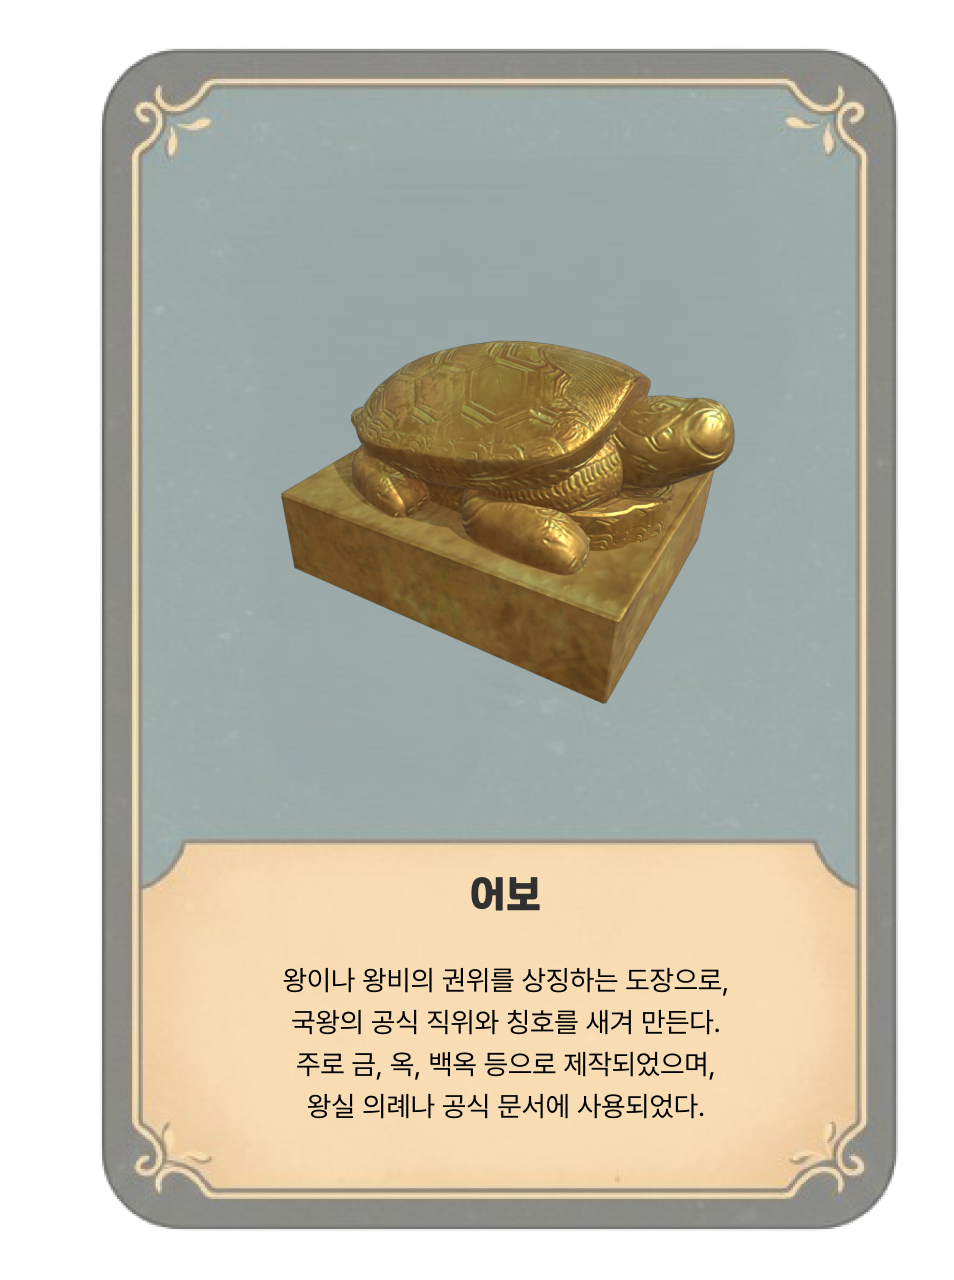 어보
왕이나 왕비의 권위를 상징하는 도장으로,
국왕의 공식 직위와 칭호를 새겨 만든다.
주로 금, 옥, 백옥 등으로 제작되었으며,
왕실 의례나 공식 문서에 사용되었다.